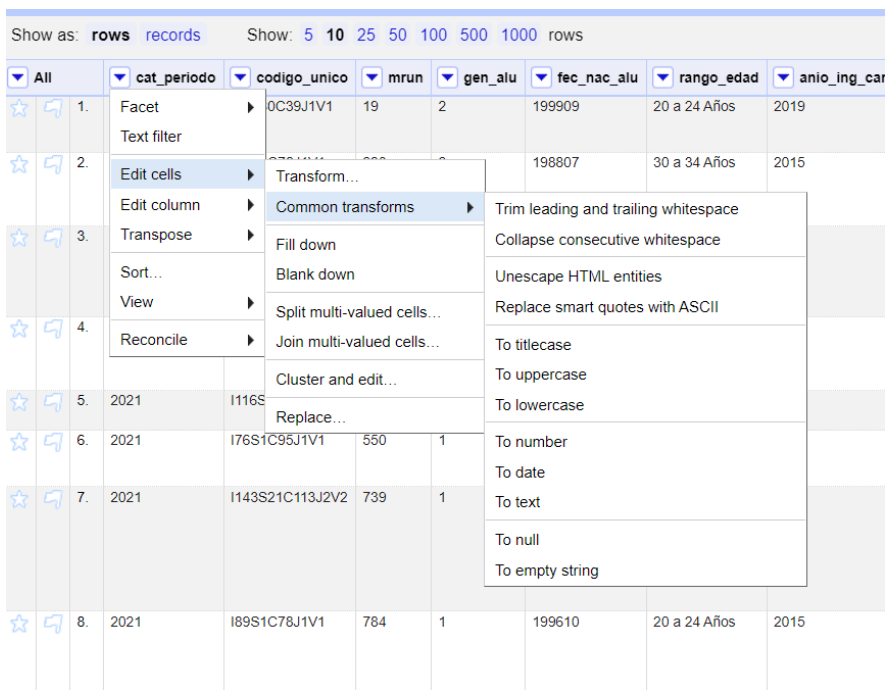 Show as: rows records Show: 5 10 25 50 100 500 1000 rows
All cat_periodo codigo_unico mrun gen_alu fec_nac_alu rango_edad anio_ing_car
1. 0C39J1V1 19 2 199909 20 a 24 Años 2019
2. 198807 30 a 34 Años 2015
3.
4.
5. 2021 I116S
6. 2021 I76S1C95J1V1 550 1
7. 2021 I143S21C113J2V2 739 1
8. 2021 I89S1C78J1V1 784 1 199610 20 a 24 Años 2015
Facet
Text filter
Edit cells
Edit column
Transpose
Sort...
View
Reconcile
Transform...
Common transforms
Fill down
Blank down
Split multi-valued cells...
Join multi-valued cells...
Cluster and edit...
Replace...
Trim leading and trailing whitespace
Collapse consecutive whitespace
Unescape HTML entities
Replace smart quotes with ASCII
To titlecase
To uppercase
To lowercase
To number
To date
To text
To null
To empty string